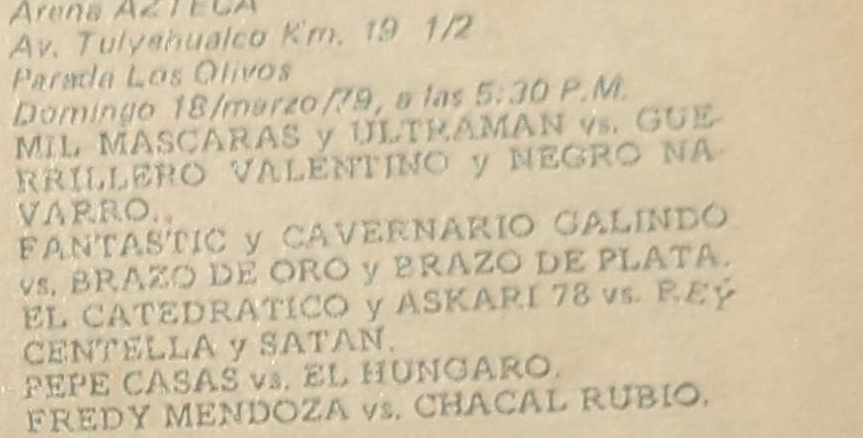 Arena AZTECA
Av. Tulyehualco Km. 19 1/2
Parada Los Olivos
Domingo 18/marzo/79, a las 5:30 P.M.
MIL MASCARAS y ULTRAMAN vs. GUE-
RRILLERO VALENTINO y NEGRO NA-
VARRO..
FANTASTIC y CAVERNARIO GALINDO
vs. BRAZO DE ORO y BRAZO DE PLATA.
EL CATEDRATICO y ASKARI 78 vs. REY
CENTELLA y SATAN.
PEPE CASAS vs. EL HUNGARO.
FREDY MENDOZA vs. CHACAL RUBIO.